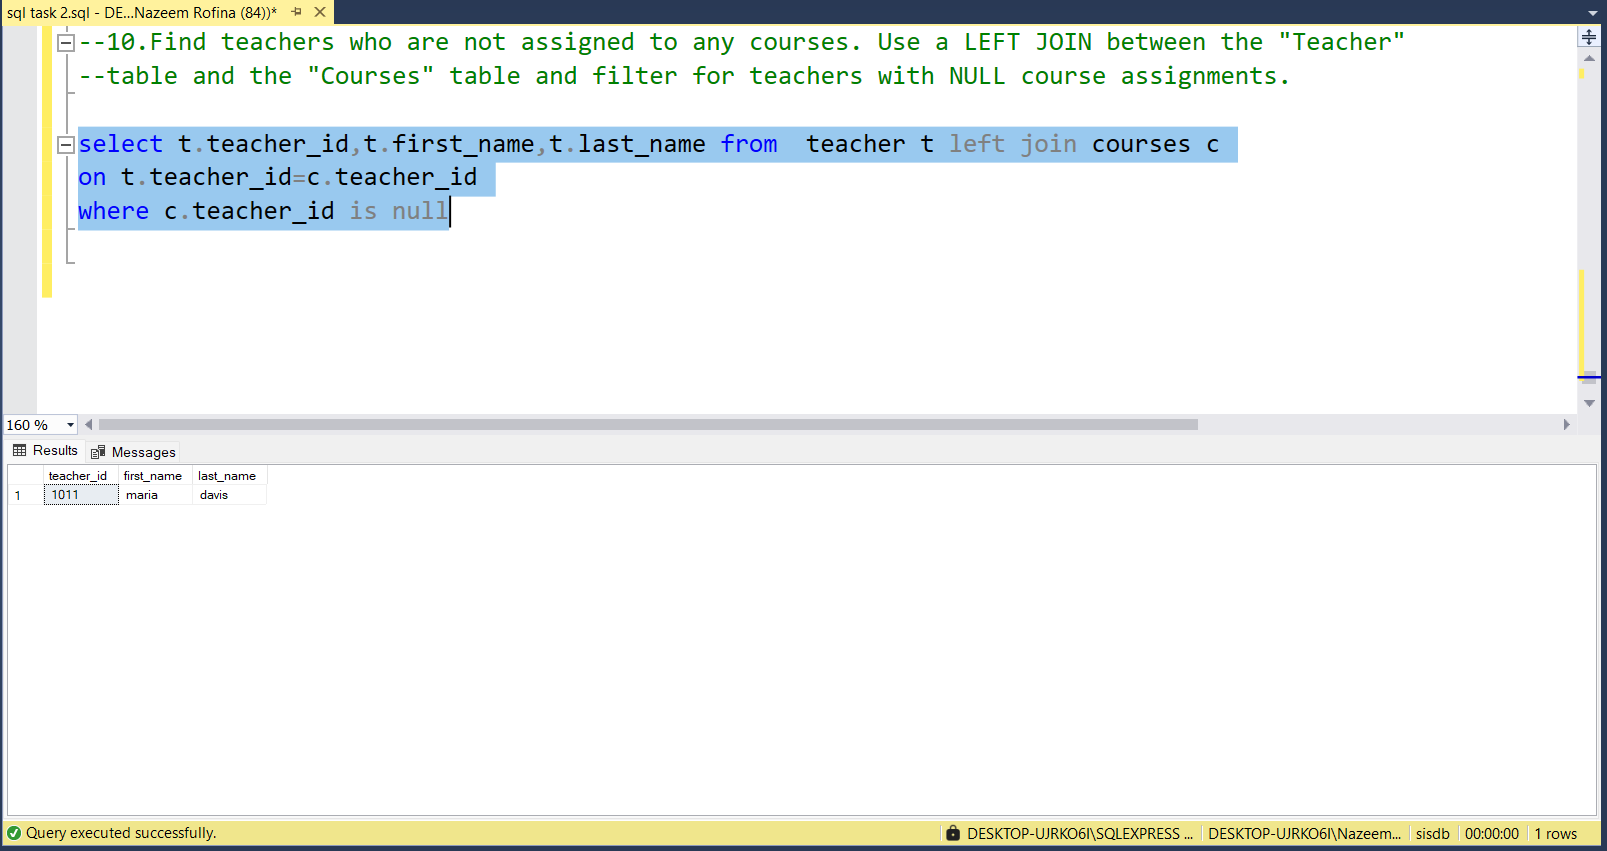 sql task 2.sql - DE...Nazeem Rofina (84))*
--10.Find teachers who are not assigned to any courses. Use a LEFT JOIN between the "Teacher"
--table and the "Courses" table and filter for teachers with NULL course assignments.
select t.teacher_id,t.first_name,t.last_name from  teacher t left join courses c
on t.teacher_id=c.teacher_id
where c.teacher_id is null
160 %
Results Messages
teacher_id first_name last_name
1 1011 maria davis
Query executed successfully. DESKTOP-UJRKO6I\SQLEXPRESS ... DESKTOP-UJRKO6I\Nazeem... sisdb 00:00:00 1 rows